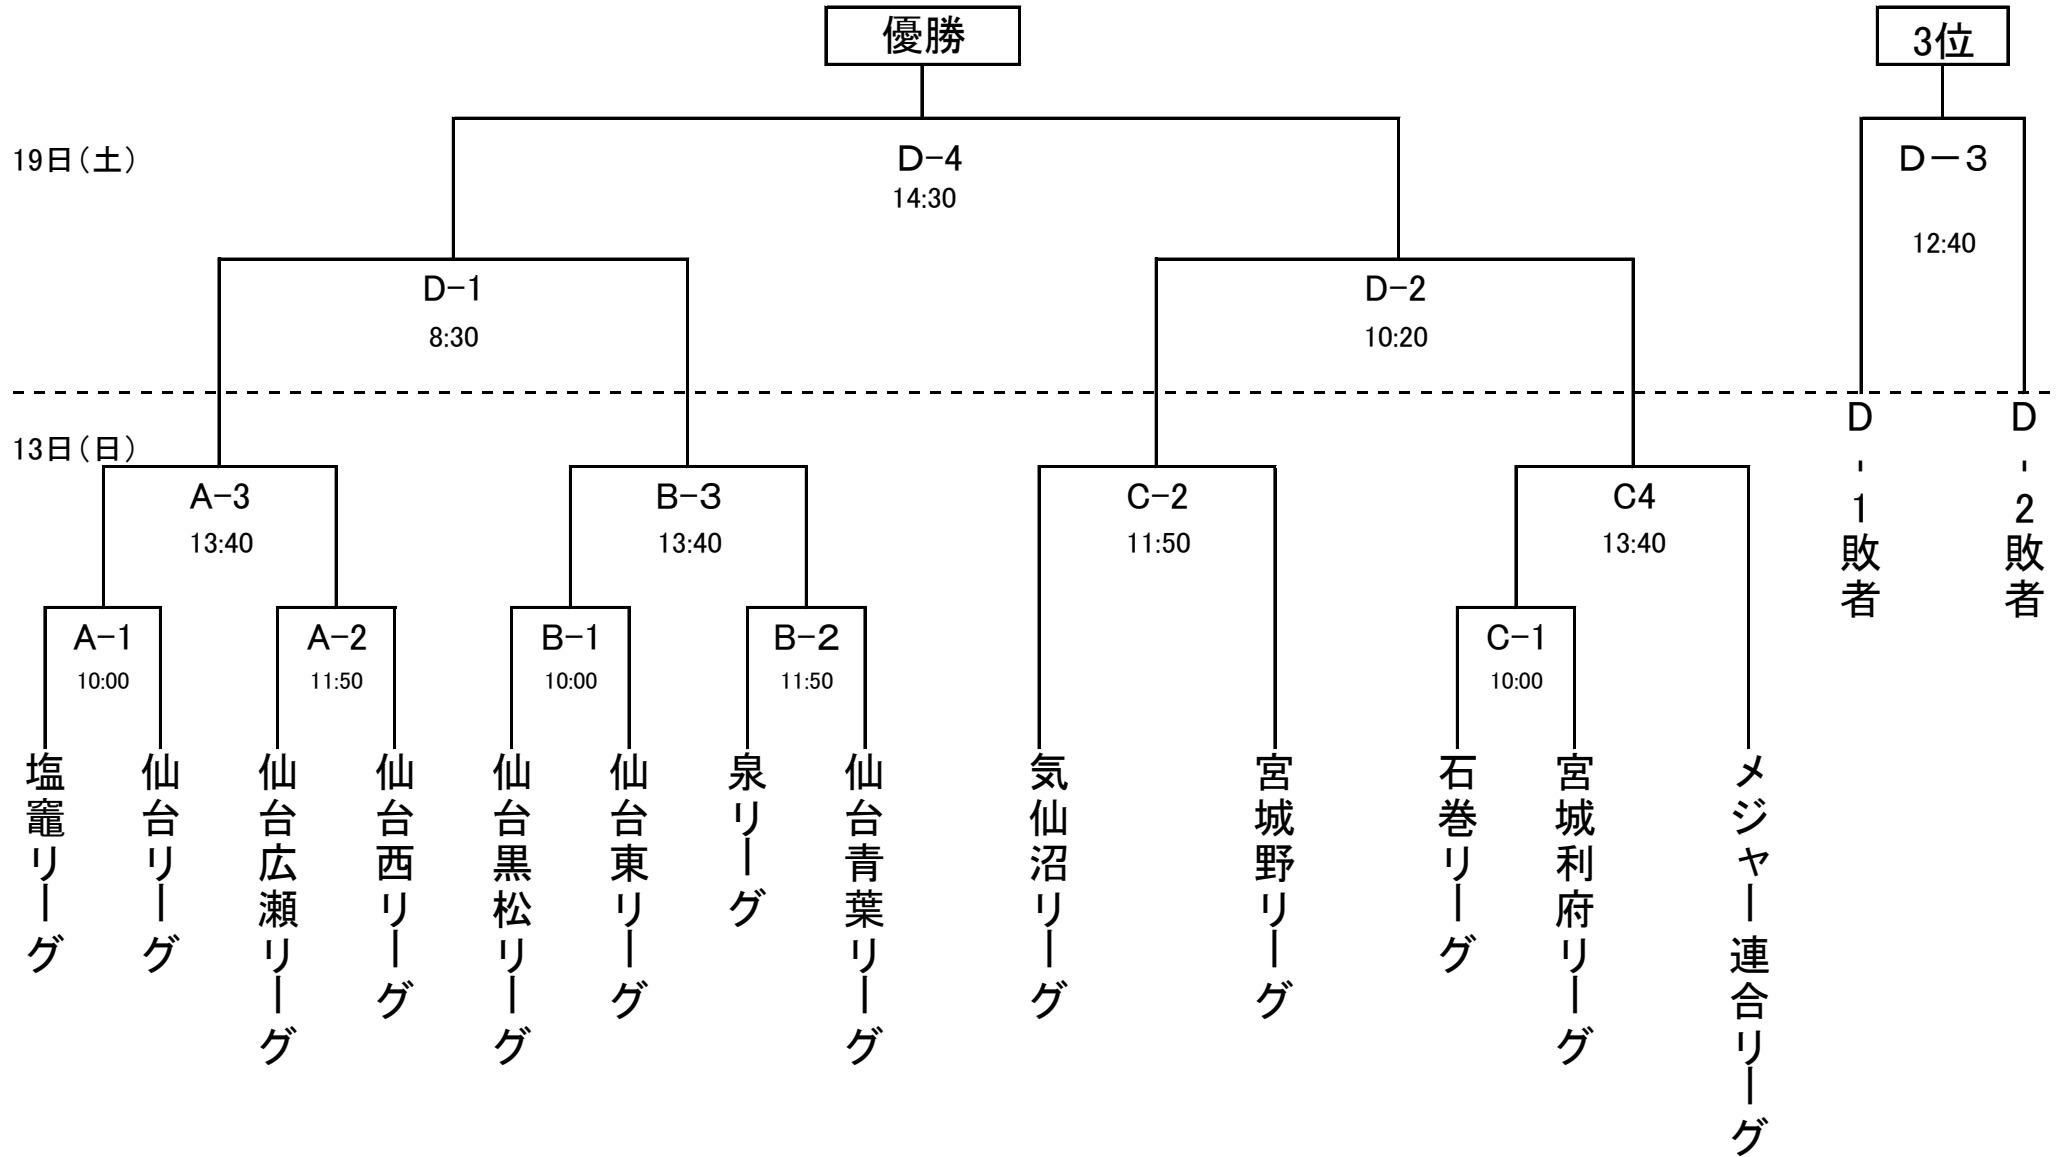 優勝
3位
19日（土）
D-4
14:30
D－3
12:40
D-1
8:30
D-2
10:20
13日（日）
A-3
13:40
B-3
13:40
C-2
11:50
C4
13:40
D-1敗者
D-2敗者
A-1
10:00
A-2
11:50
B-1
10:00
B-2
11:50
C-1
10:00
塩竈リーグ
仙台リーグ
仙台広瀬リーグ
仙台西リーグ
仙台黒松リーグ
仙台東リーグ
泉リーグ
仙台青葉リーグ
気仙沼リーグ
宮城野リーグ
石巻リーグ
宮城利府リーグ
メジャー連合リーグ